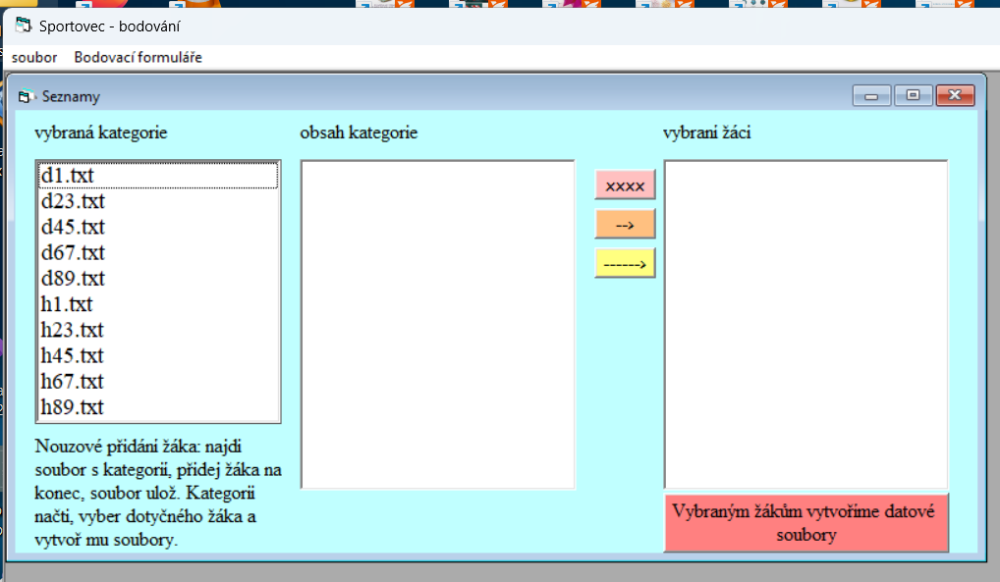 Sportovec - bodování
soubor Bodovací formuláře
Seznamy
vybraná kategorie
obsah kategorie
vybraní žáci
d1.txt
d23.txt
d45.txt
d67.txt
d89.txt
h1.txt
h23.txt
h45.txt
h67.txt
h89.txt
xxxx
-->
------>
Nouzové přidání žáka: najdi
soubor s kategorií, přidej žáka na
konec, soubor ulož. Kategorii
načti, vyber dotyčného žáka a
vytvoř mu soubory.
Vybraným žákům vytvoříme datové
soubory